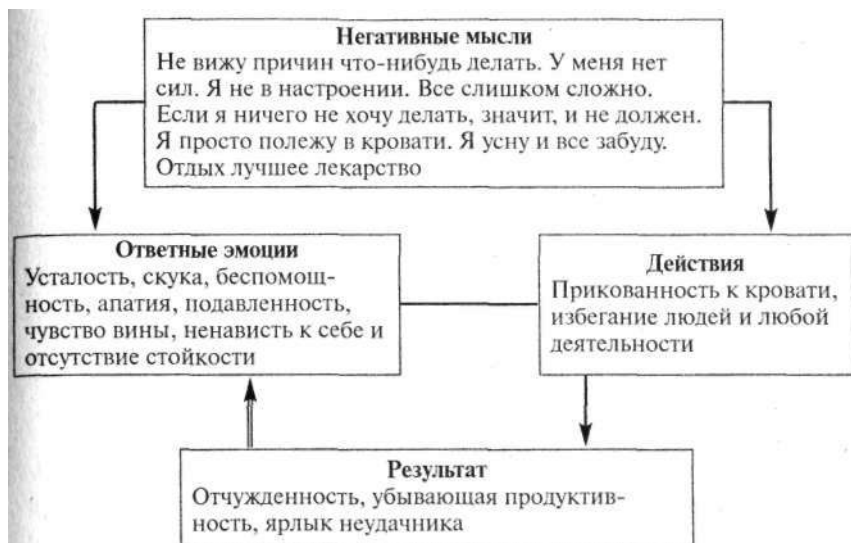 Негативные мысли
Не вижу причин что-нибудь делать. У меня нет
сил. Я не в настроении. Все слишком сложно.
Если я ничего не хочу делать, значит, и не должен.
Я просто полежу в кровати. Я усну и все забуду.
Отдых лучшее лекарство
Ответные эмоции
Усталость, скука, беспомощ-
ность, апатия, подавленность,
чувство вины, ненависть к себе и
отсутствие стойкости
Действия
Прикованность к кровати,
избегание людей и любой
деятельности
Результат
Отчужденность, убывающая продуктив-
ность, ярлык неудачника